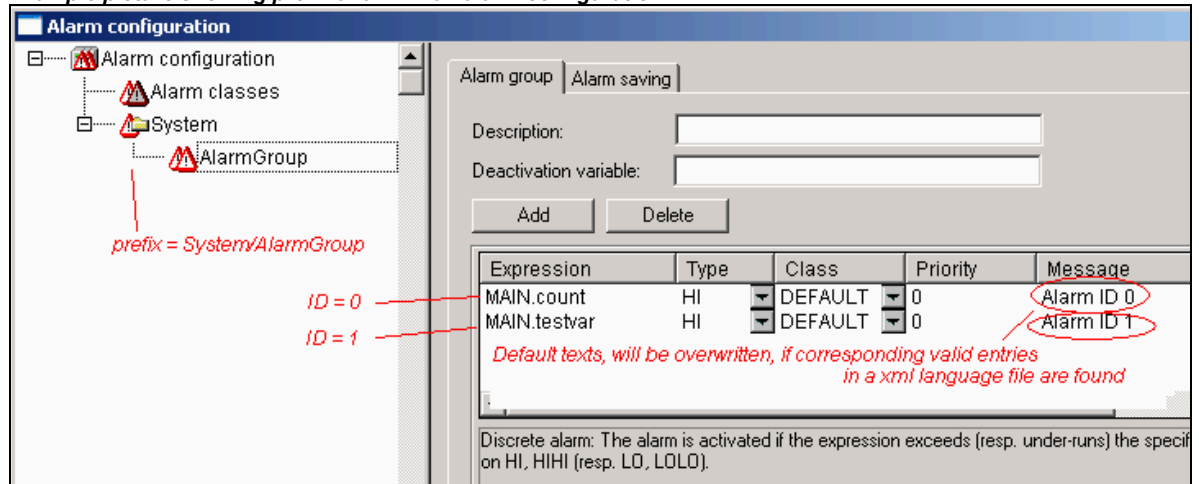 Alarm configuration
Alarm configuration
Alarm classes
System
AlarmGroup
prefix = System/AlarmGroup
ID = 0
ID = 1
Alarm group Alarm saving
Description:
Deactivation variable:
Add Delete
Expression Type Class Priority Message
MAIN.count HI DEFAULT 0 Alarm ID 0
MAIN.testvar HI DEFAULT 0 Alarm ID 1
Default texts, will be overwritten, if corresponding valid entries
in a xml language file are found
Discrete alarm: The alarm is activated if the expression exceeds (resp. under-runs) the specif
on HI, HIHI (resp. LO, LOLO).